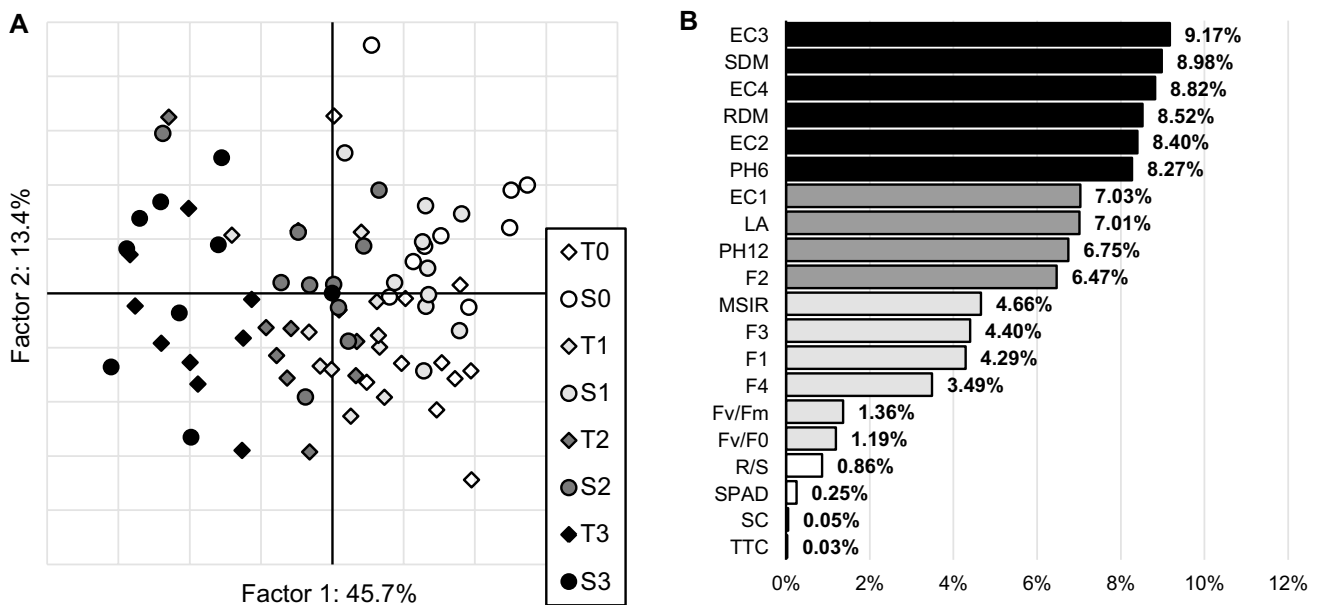 A
Factor 2: 13.4%
Factor 1: 45.7%
T0
S0
T1
S1
T2
S2
T3
S3
B
EC3 9.17%
SDM 8.98%
EC4 8.82%
RDM 8.52%
EC2 8.40%
PH6 8.27%
EC1 7.03%
LA 7.01%
PH12 6.75%
F2 6.47%
MSIR 4.66%
F3 4.40%
F1 4.29%
F4 3.49%
Fv/Fm 1.36%
Fv/F0 1.19%
R/S 0.86%
SPAD 0.25%
SC 0.05%
TTC 0.03%
0% 2% 4% 6% 8% 10% 12%